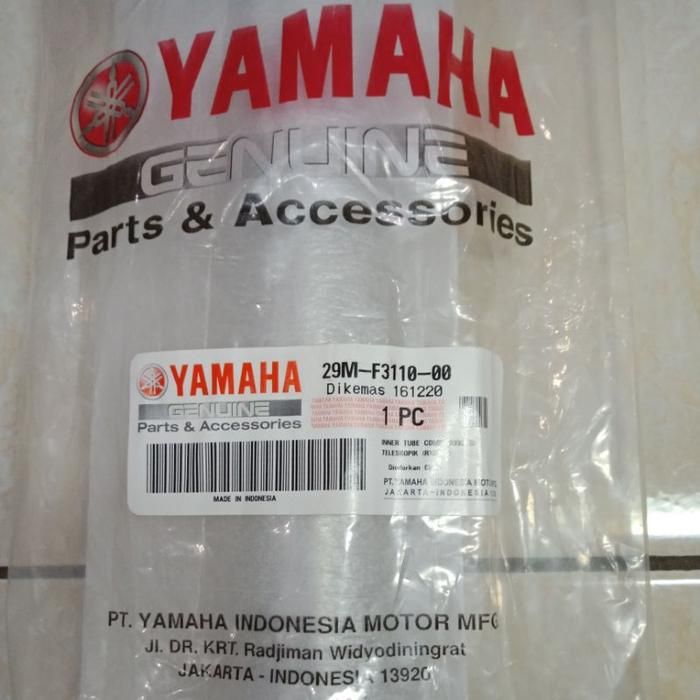 YAMAHA
GENUINE
Parts & Accessories
YAMAHA
GENUINE
Parts & Accessories
MADE IN INDONESIA
29M-F3110-00
Dikemas 161220
1 PC
INNER TUBE
TELESKOPIK
PT.YAMAHA INDONESIA MOTOR
JAKARTA-INDONESIA
PT. YAMAHA INDONESIA MOTOR MFG
Jl. DR. KRT. Radjiman Widyodiningrat
JAKARTA - INDONESIA 13920